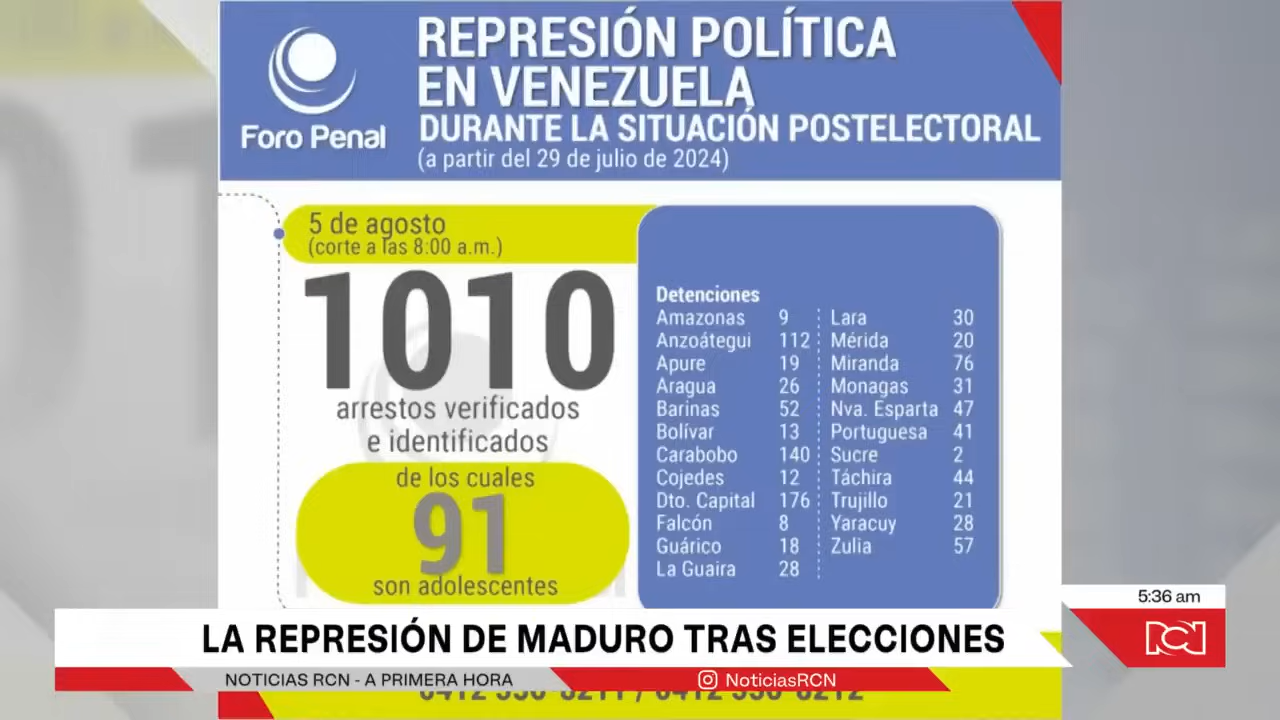 REPRESIÓN POLÍTICA
EN VENEZUELA
DURANTE LA SITUACIÓN POSTELECTORAL
(a partir del 29 de julio de 2024)
Foro Penal
5 de agosto
(corte a las 8:00 a.m.)
1010
arrestos verificados
e identificados
de los cuales
91
son adolescentes
Detenciones
Amazonas 9
Anzoátegui 112
Apure 19
Aragua 26
Barinas 52
Bolívar 13
Carabobo 140
Cojedes 12
Dto. Capital 176
Falcón 8
Guárico 18
La Guaira 28
Lara 30
Mérida 20
Miranda 76
Monagas 31
Nva. Esparta 47
Portuguesa 41
Sucre 2
Táchira 44
Trujillo 21
Yaracuy 28
Zulia 57
5:36 am
LA REPRESIÓN DE MADURO TRAS ELECCIONES
RCN
NOTICIAS RCN - A PRIMERA HORA
NoticiasRCN